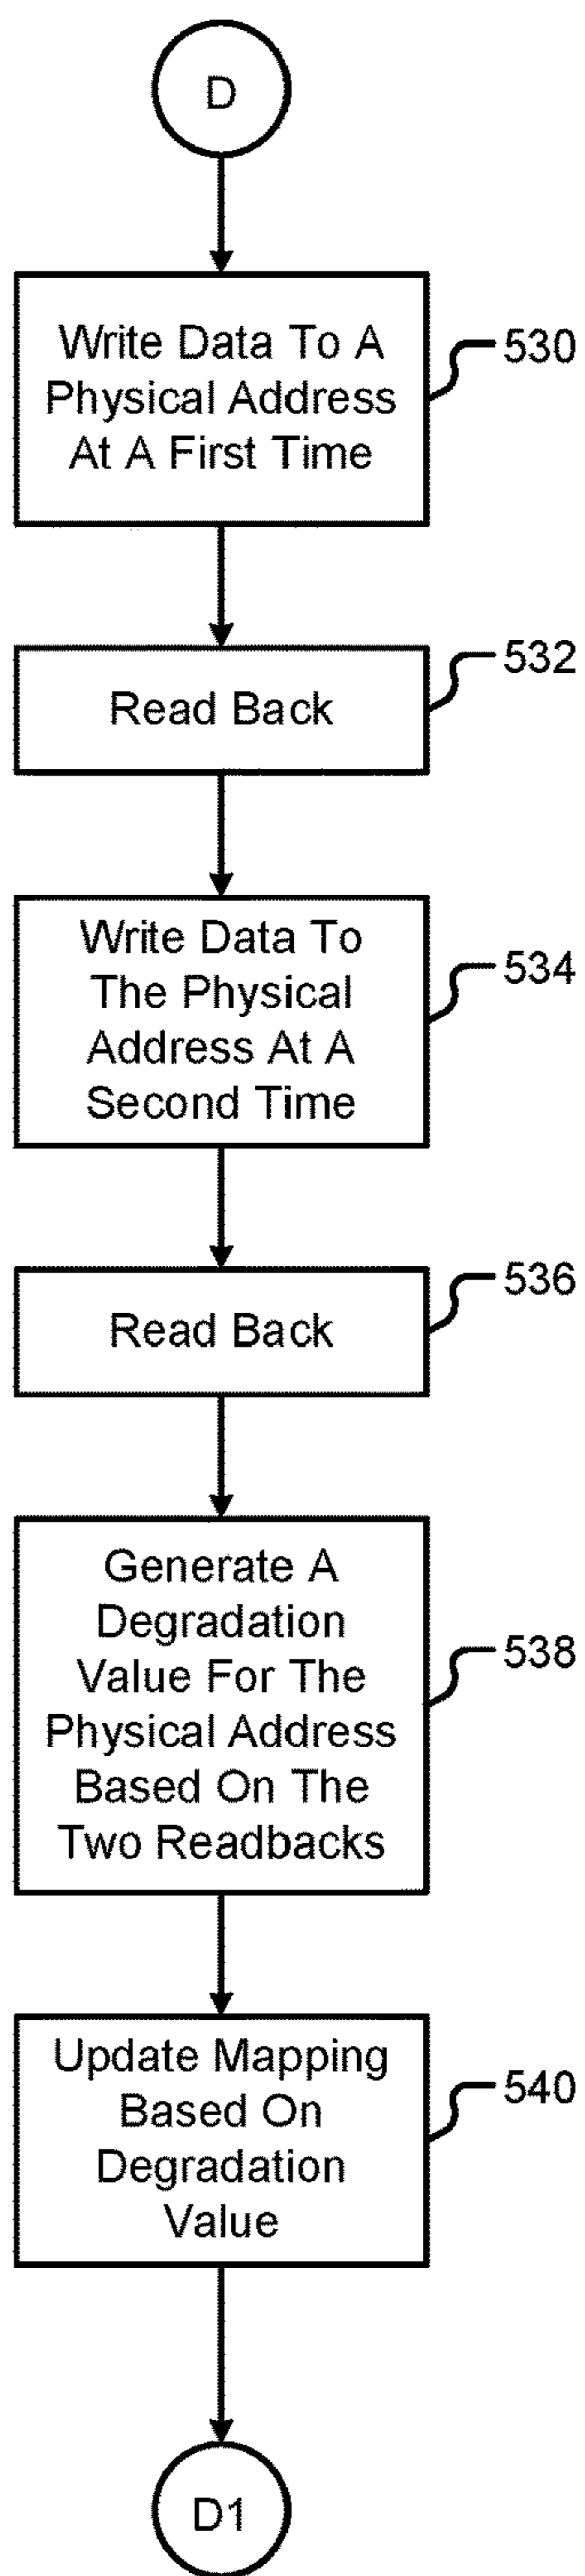 D
Write Data To A
Physical Address
At A First Time
530
Read Back
532
Write Data To
The Physical
Address At A
Second Time
534
Read Back
536
Generate A
Degradation
Value For The
Physical Address
Based On The
Two Readbacks
538
Update Mapping
Based On
Degradation
Value
540
D1